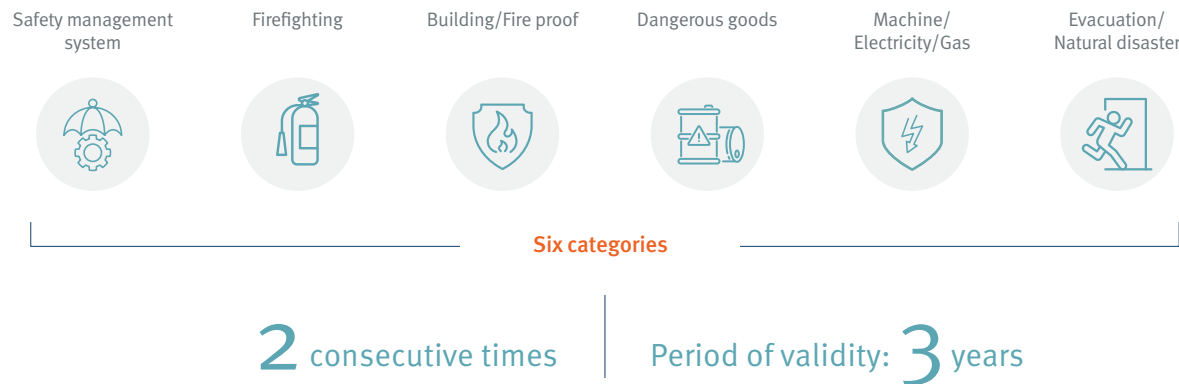 Safety management
system
Firefighting
Building/Fire proof
Dangerous goods
Machine/
Electricity/Gas
Evacuation/
Natural disaster
Six categories
2 consecutive times
Period of validity: 3 years